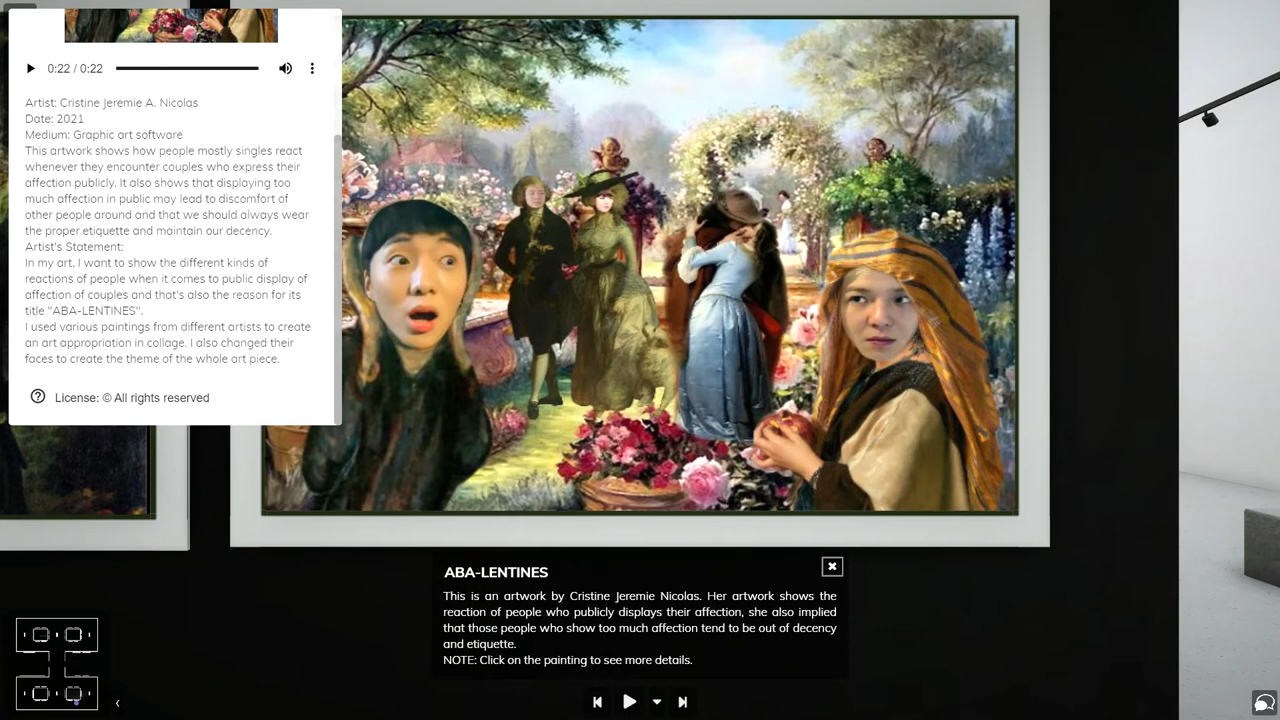 0:22 / 0:22
Artist: Cristine Jeremie A. Nicolas
Date: 2021
Medium: Graphic art software
This artwork shows how people mostly singles react
whenever they encounter couples who express their
affection publicly. It also shows that displaying too
much affection in public may lead to discomfort of
other people around and that we should always wear
the proper etiquette and maintain our decency.
Artist's Statement:
In my art, I want to show the different kinds of
reactions of people when it comes to public display of
affection of couples and that's also the reason for its
title "ABA-LENTINES".
I used various paintings from different artists to create
an art appropriation in collage. I also changed their
faces to create the theme of the whole art piece.
License: © All rights reserved
ABA-LENTINES
This is an artwork by Cristine Jeremie Nicolas. Her artwork shows the
reaction of people who publicly displays their affection, she also implied
that those people who show too much affection tend to be out of decency
and etiquette.
NOTE: Click on the painting to see more details.